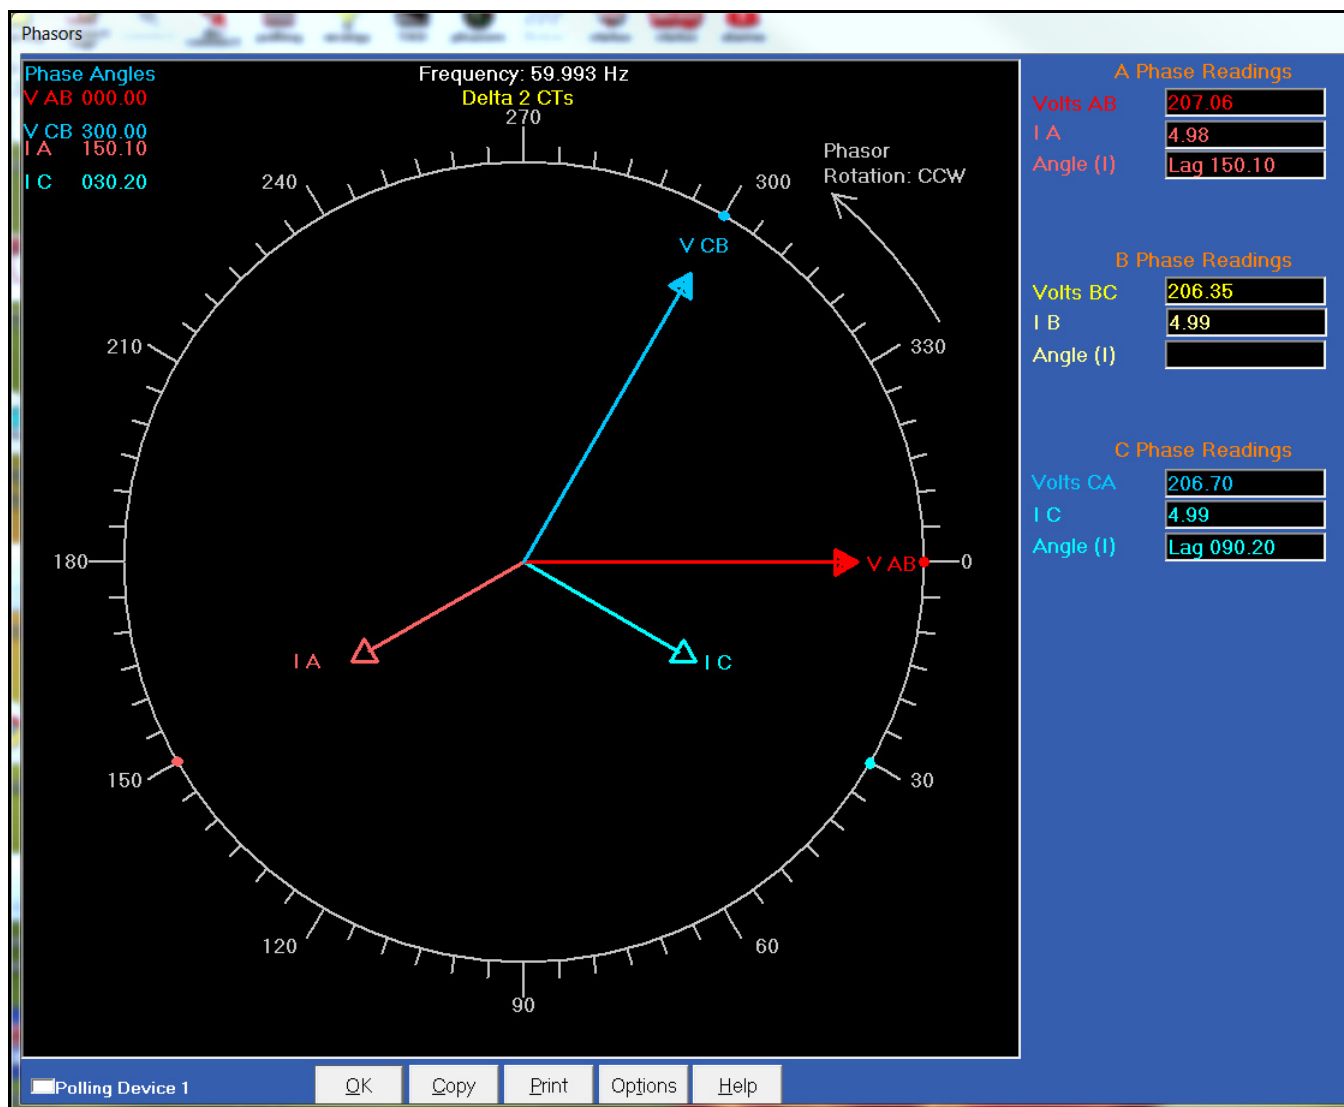 Phasors
Phase Angles
V AB 000.00
V CB 300.00
I A 150.10
I C 030.20
Frequency: 59.993 Hz
Delta 2 CTs
270
Phasor
Rotation: CCW
240
300
V CB
210
330
180
V AB
0
I A
I C
150
30
120
60
90
A Phase Readings
Volts AB 207.06
I A 4.98
Angle (I) Lag 150.10
B Phase Readings
Volts BC 206.35
I B 4.99
Angle (I)
C Phase Readings
Volts CA 206.70
I C 4.99
Angle (I) Lag 090.20
Polling Device 1
OK
Copy
Print
Options
Help